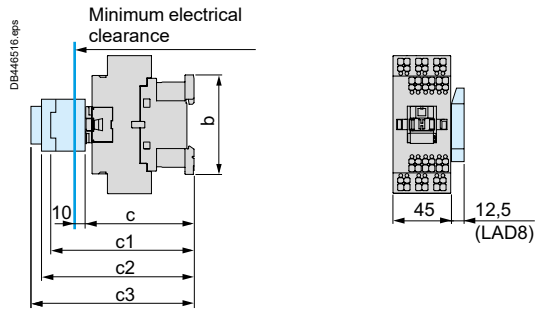 DB446516.eps
Minimum electrical
clearance
b
10
c
c1
c2
c3
45
12,5
(LAD8)